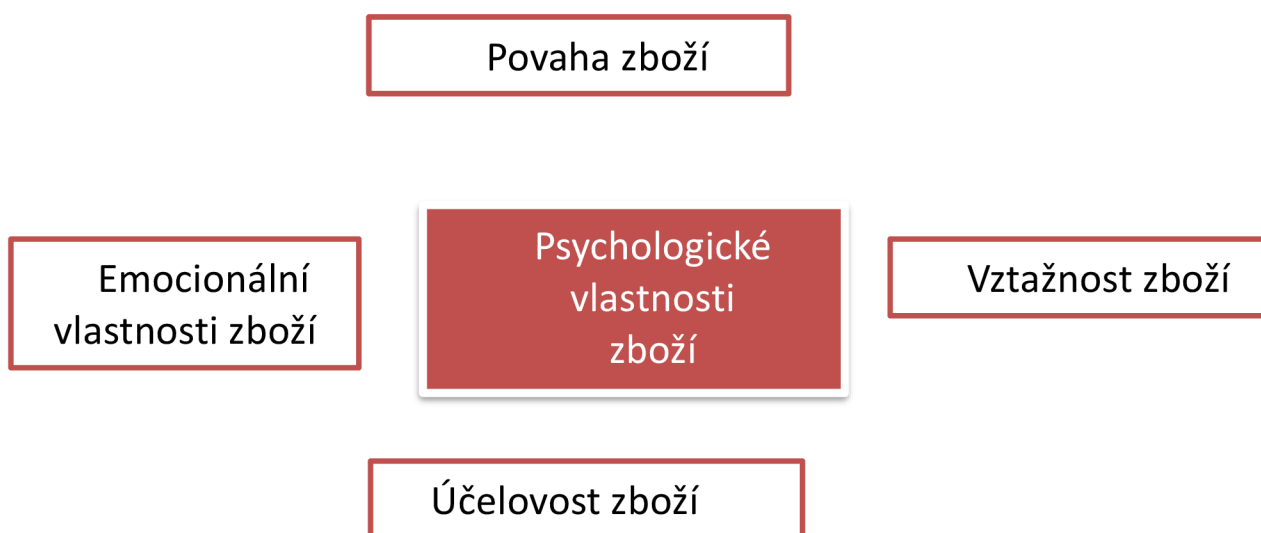 Povaha zboží
Emocionální
vlastnosti zboží
Psychologické
vlastnosti
zboží
Vztažnost zboží
Účelovost zboží